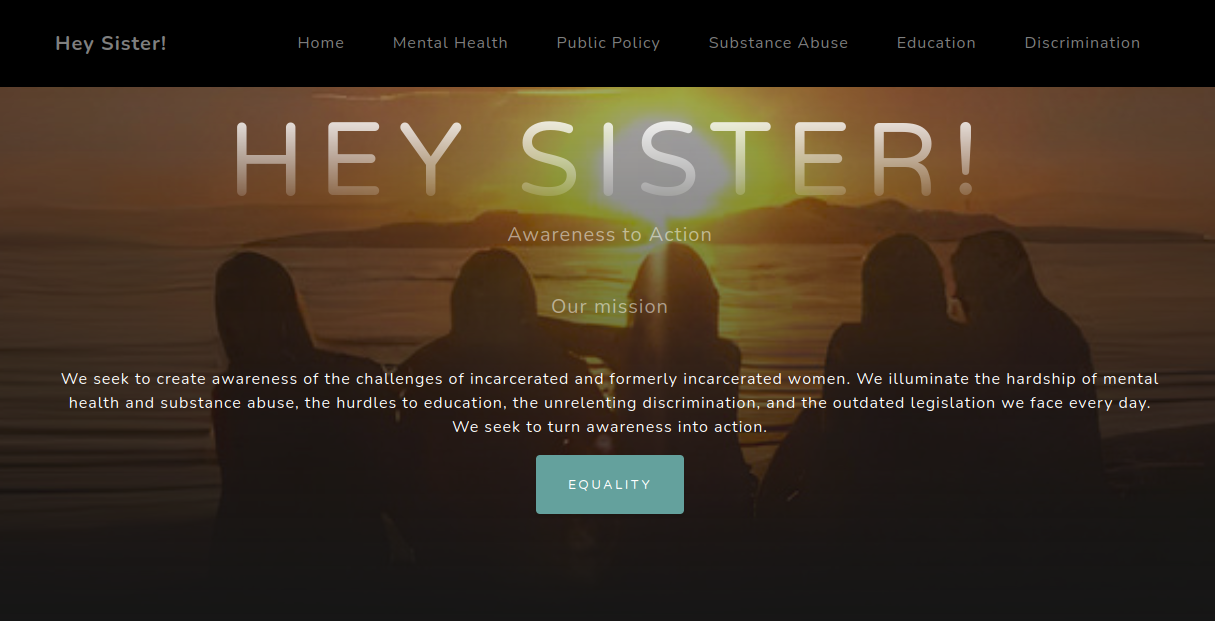 Hey Sister! Home Mental Health Public Policy Substance Abuse Education Discrimination
HEY SISTER!
Awareness to Action
Our mission
We seek to create awareness of the challenges of incarcerated and formerly incarcerated women. We illuminate the hardship of mental
health and substance abuse, the hurdles to education, the unrelenting discrimination, and the outdated legislation we face every day.
We seek to turn awareness into action.
EQUALITY